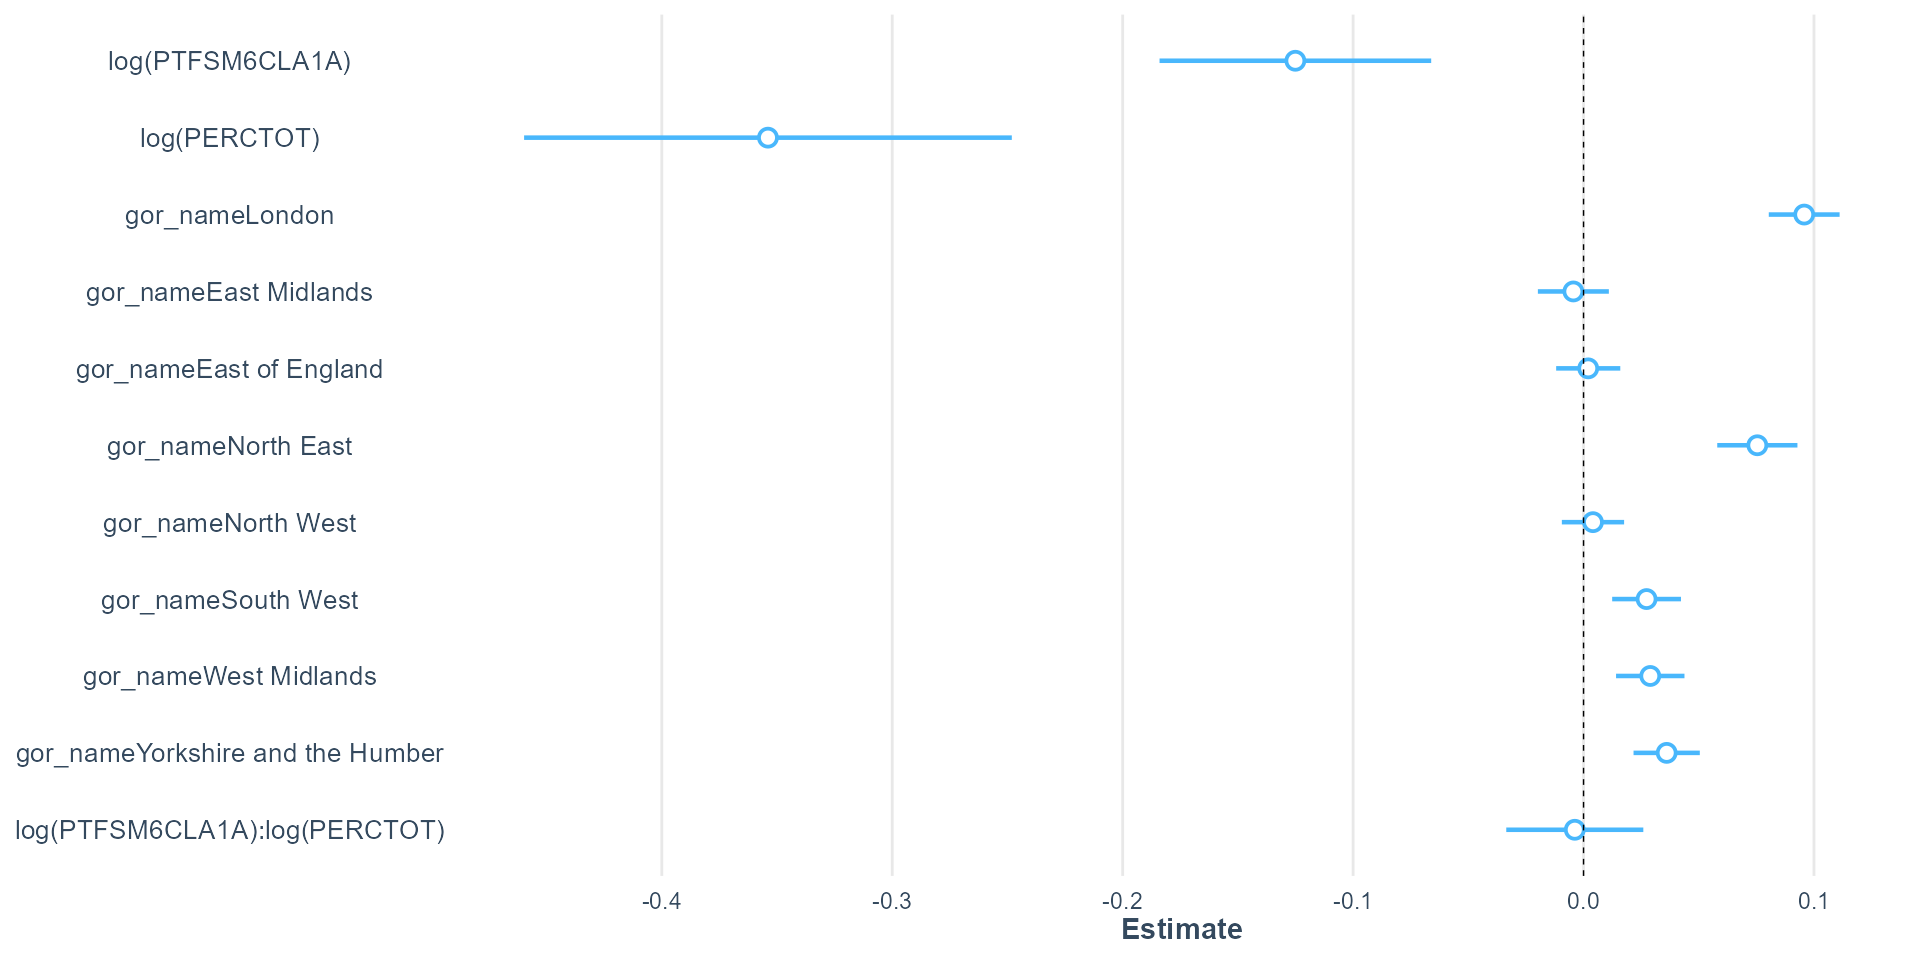 log(PTFSM6CLA1A)
log(PERCTOT)
gor_nameLondon
gor_nameEast Midlands
gor_nameEast of England
gor_nameNorth East
gor_nameNorth West
gor_nameSouth West
gor_nameWest Midlands
gor_nameYorkshire and the Humber
log(PTFSM6CLA1A):log(PERCTOT)
-0.4 -0.3 -0.2 -0.1 0.0 0.1
Estimate